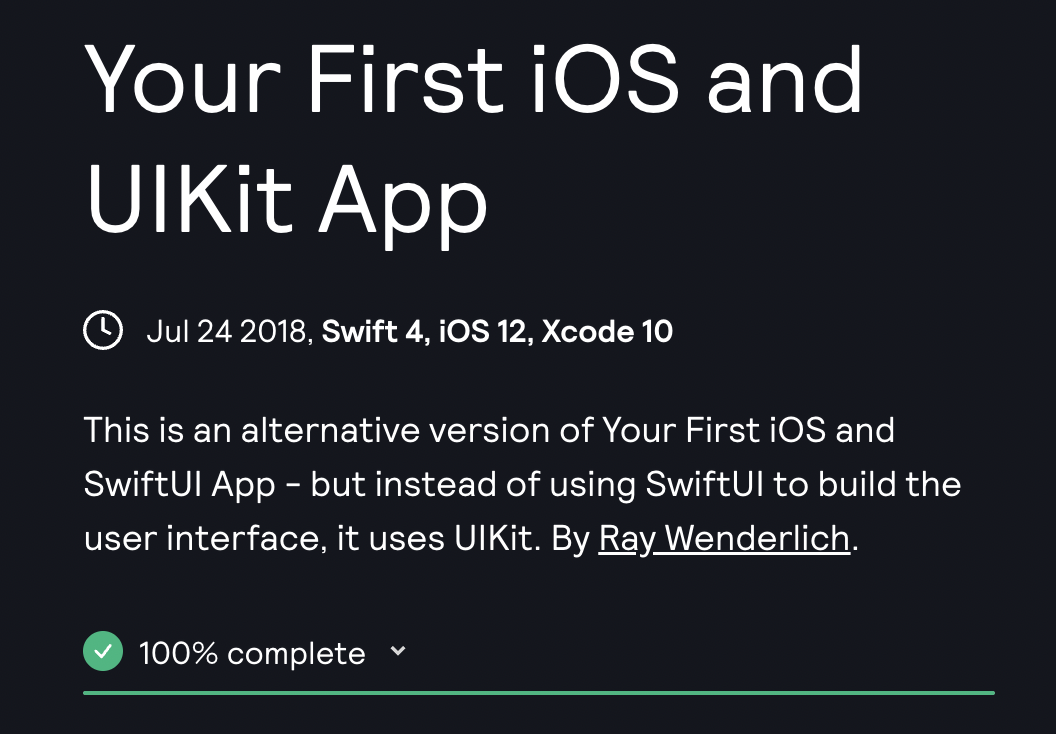 Your First iOS and
UIKit App
Jul 24 2018, Swift 4, iOS 12, Xcode 10
This is an alternative version of Your First iOS and
SwiftUI App - but instead of using SwiftUI to build the
user interface, it uses UIKit. By Ray Wenderlich.
100% complete